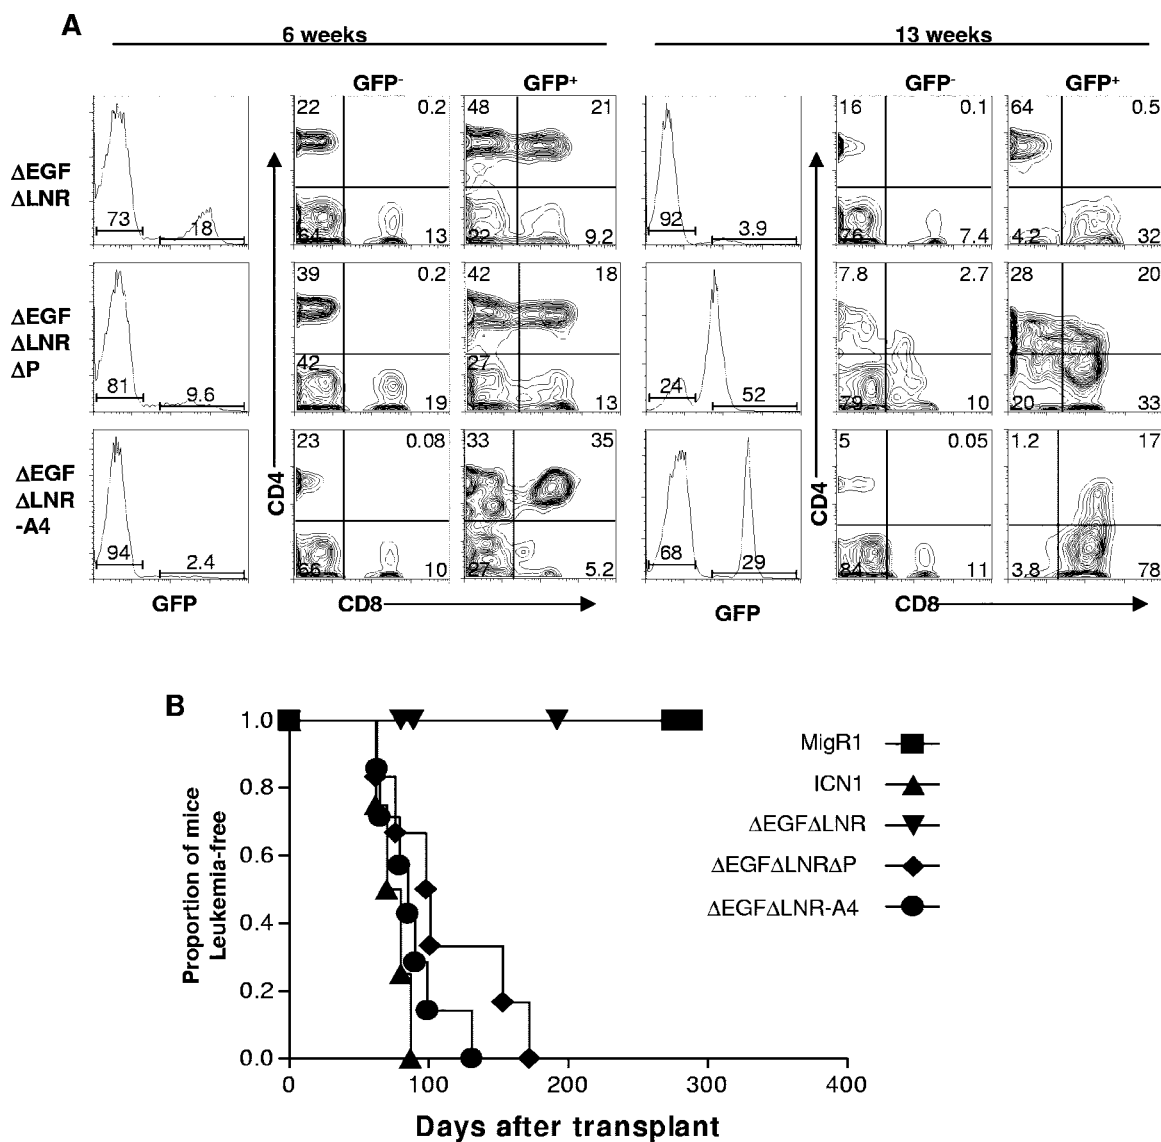 A
6 weeks
13 weeks
GFP-
GFP+
GFP-
GFP+
ΔEGF
ΔLNR
73
18
22
0.2
64
13
48
21
22
9.2
92
3.9
16
0.1
76
7.4
64
0.5
4.2
32
ΔEGF
ΔLNR
ΔP
81
9.6
39
0.2
42
19
42
18
27
13
24
52
7.8
2.7
79
10
28
20
20
33
ΔEGF
ΔLNR
-A4
94
2.4
23
0.08
66
10
33
35
27
5.2
68
29
5
0.05
84
11
1.2
17
3.8
78
CD4
CD4
GFP
CD8
GFP
CD8
B
1.0
0.8
0.6
0.4
0.2
0.0
Proportion of mice
Leukemia-free
0
100
200
300
400
Days after transplant
MigR1
ICN1
ΔEGFΔLNR
ΔEGFΔLNRΔP
ΔEGFΔLNR-A4